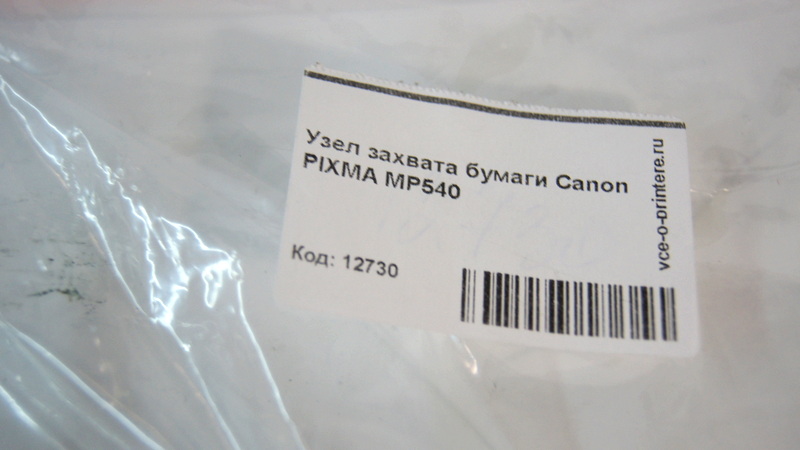 Узел захвата бумаги Canon
PIXMA MP540
Код: 12730
vce-o-printere.ru